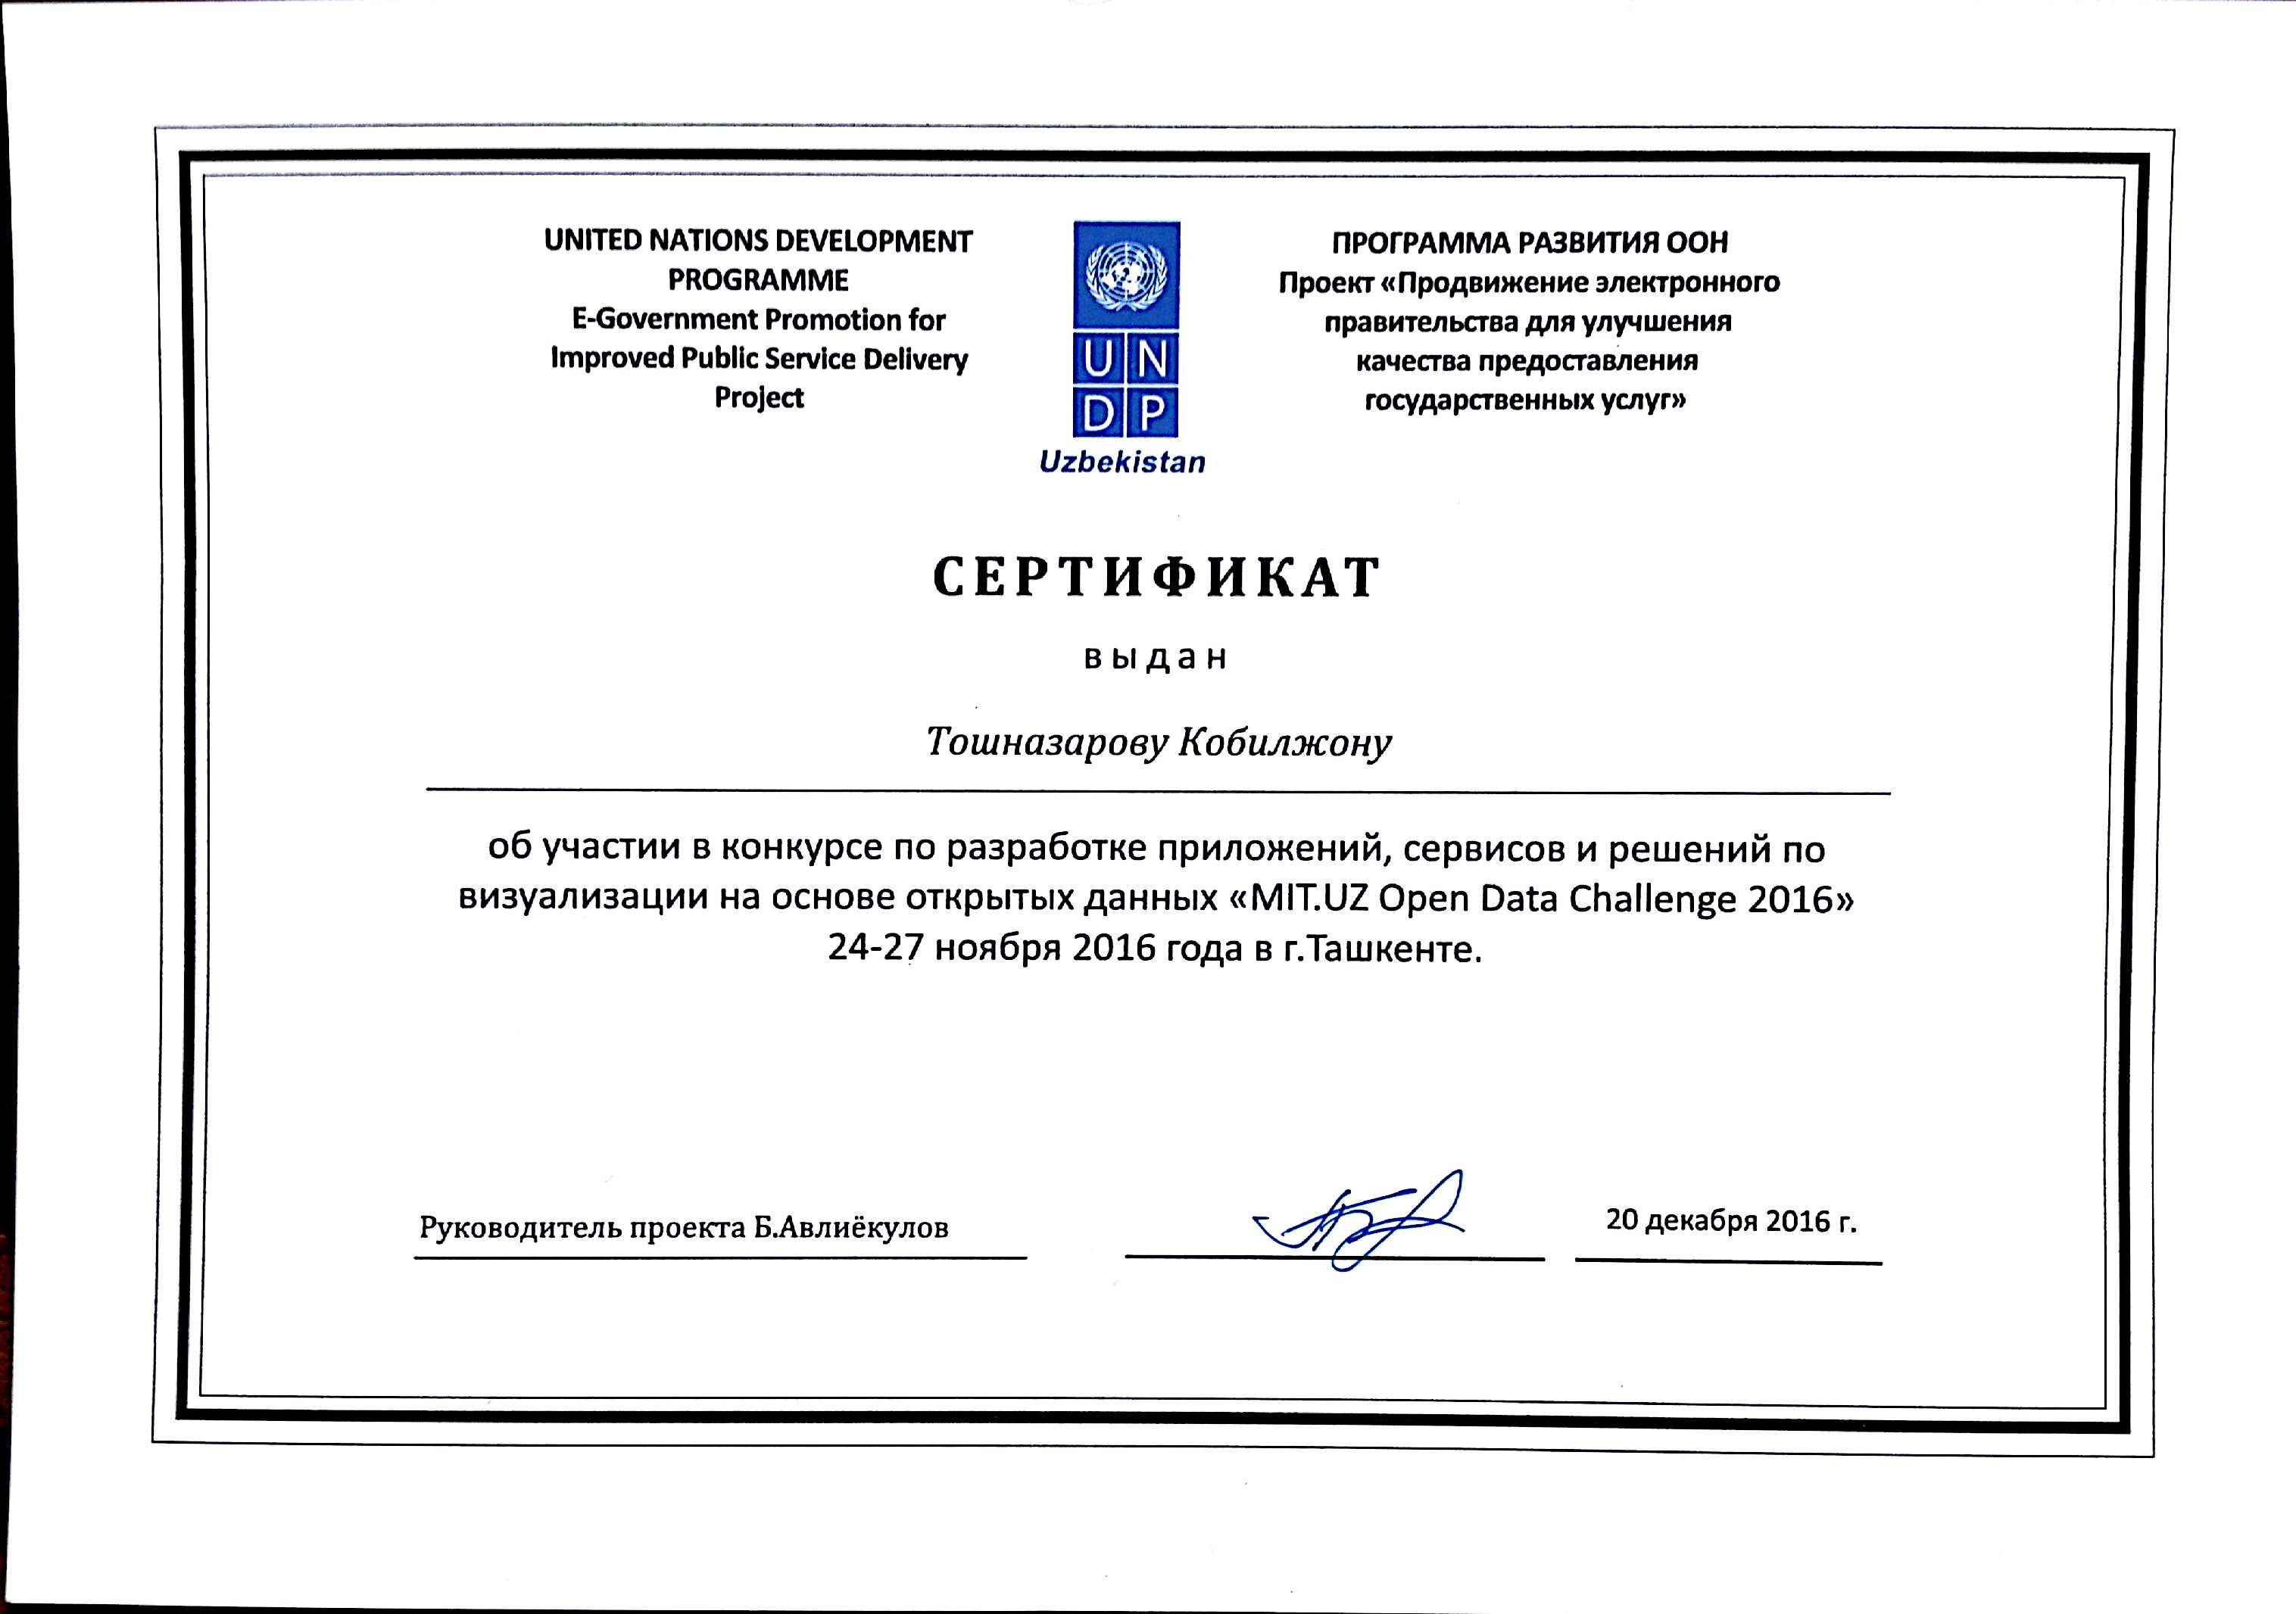 UNITED NATIONS DEVELOPMENT
PROGRAMME
E-Government Promotion for
Improved Public Service Delivery
Project
U N
D P
Uzbekistan
ПРОГРАММА РАЗВИТИЯ ООН
Проект «Продвижение электронного
правительства для улучшения
качества предоставления
государственных услуг»
СЕРТИФИКАТ
выдан
Тошназарову Кобилжону
об участии в конкурсе по разработке приложений, сервисов и решений по
визуализации на основе открытых данных «MIT.UZ Open Data Challenge 2016»
24-27 ноября 2016 года в г.Ташкенте.
Руководитель проекта Б.Авлиёкулов
20 декабря 2016 г.